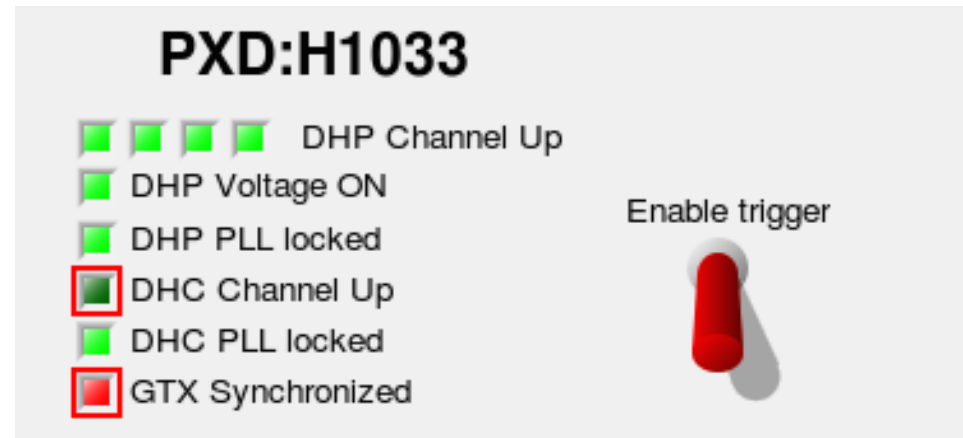 PXD:H1033
DHP Channel Up
DHP Voltage ON
Enable trigger
DHP PLL locked
DHC Channel Up
DHC PLL locked
GTX Synchronized